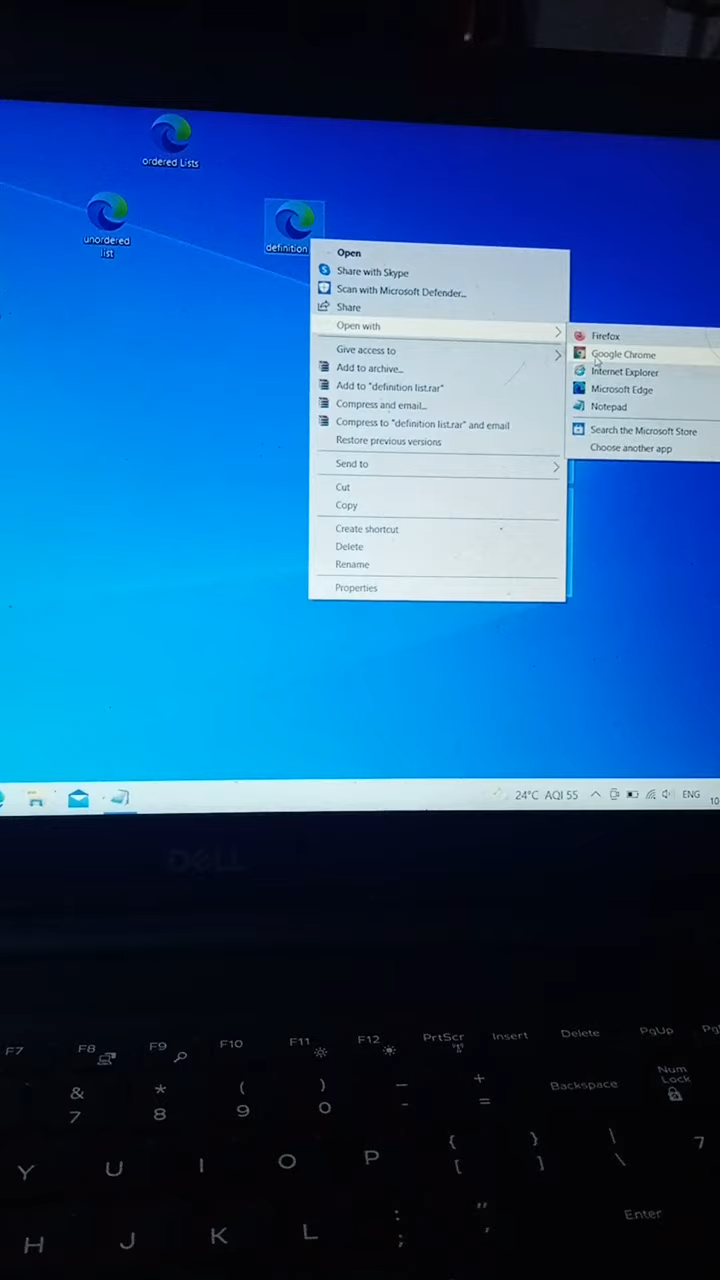 ordered Lists
unordered
list
definition
Open
Share with Skype
Scan with Microsoft Defender...
Share
Open with
Give access to
Add to archive...
Add to "definition list.rar"
Compress and email...
Compress to "definition list.rar" and email
Restore previous versions
Send to
Cut
Copy
Create shortcut
Delete
Rename
Properties
Firefox
Google Chrome
Internet Explorer
Microsoft Edge
Notepad
Search the Microsoft Store
Choose another app
24°C AQI 55
ENG
10
DELL
F7 F8 F9 F10 F11 F12 PrtScr Insert Delete PgUp
& * ( ) _ + Backspace Num
Lock
7 8 9 0 - =
Y U I O P { [ } ] | \ 7
H J K L : ; " ' Enter